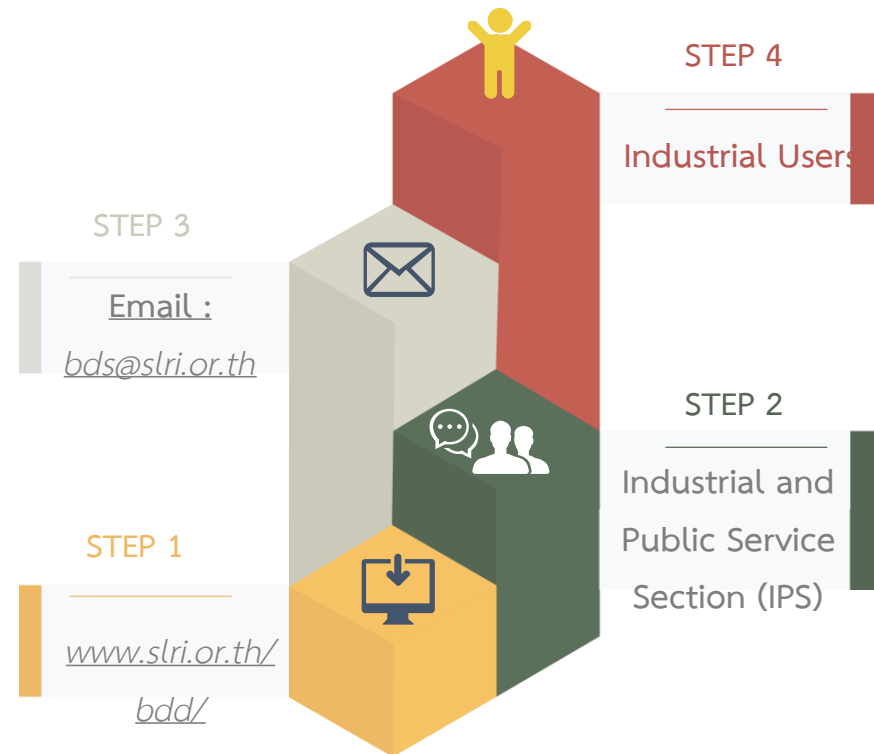 STEP 4
Industrial Users
STEP 3
Email :
bds@slri.or.th
STEP 2
Industrial and
Public Service
Section (IPS)
STEP 1
www.slri.or.th/
bdd/